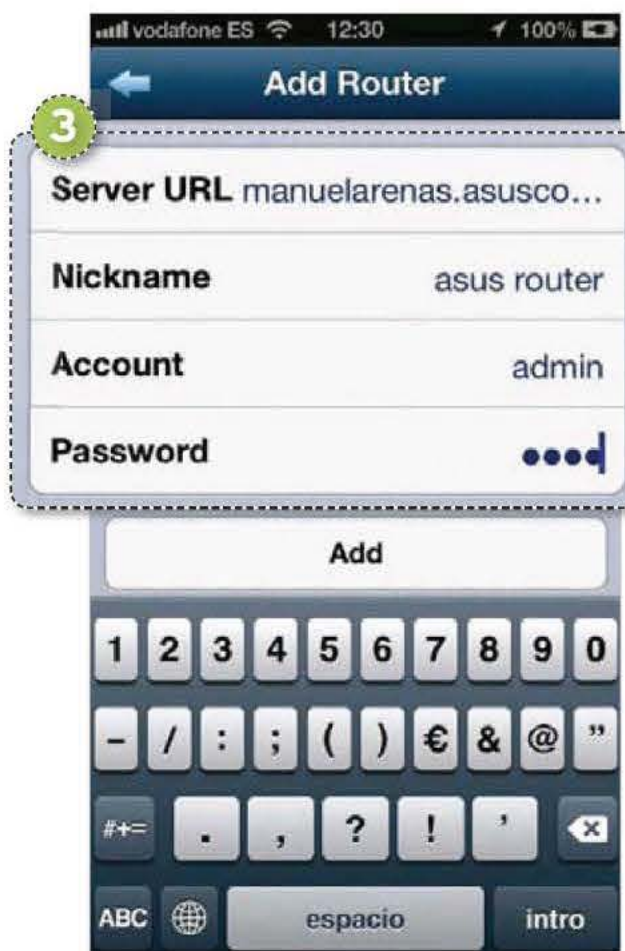 vodafone ES 12:30 100%
Add Router
3
Server URL manuelarenas.asusco...
Nickname asus router
Account admin
Password ••••
Add
1 2 3 4 5 6 7 8 9 0
- / : ; ( ) € & @ ”
#+= . , ? ! ’
ABC espacio intro